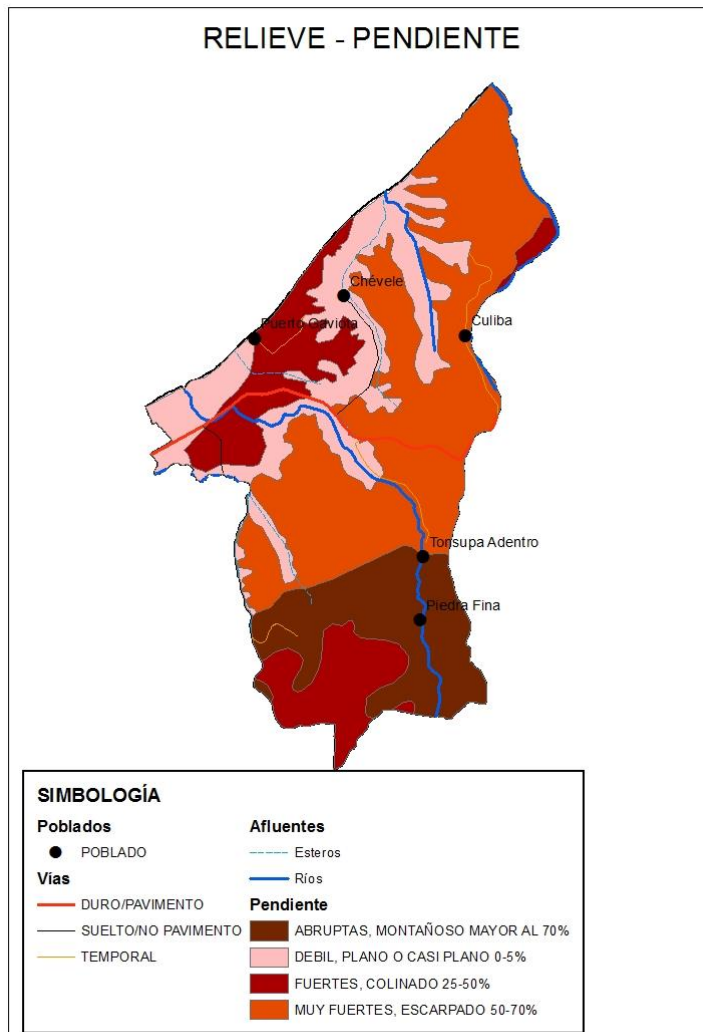 RELIEVE - PENDIENTE
Chévele
Puerto Gaviota
Culiba
Tonsupa Adentro
Piedra Fina
SIMBOLOGÍA
Poblados
POBLADO
Vías
DURO/PAVIMENTO
SUELTO/NO PAVIMENTO
TEMPORAL
Afluentes
Esteros
Ríos
Pendiente
ABRUPTAS, MONTAÑOSO MAYOR AL 70%
DEBIL, PLANO O CASI PLANO 0-5%
FUERTES, COLINADO 25-50%
MUY FUERTES, ESCARPADO 50-70%